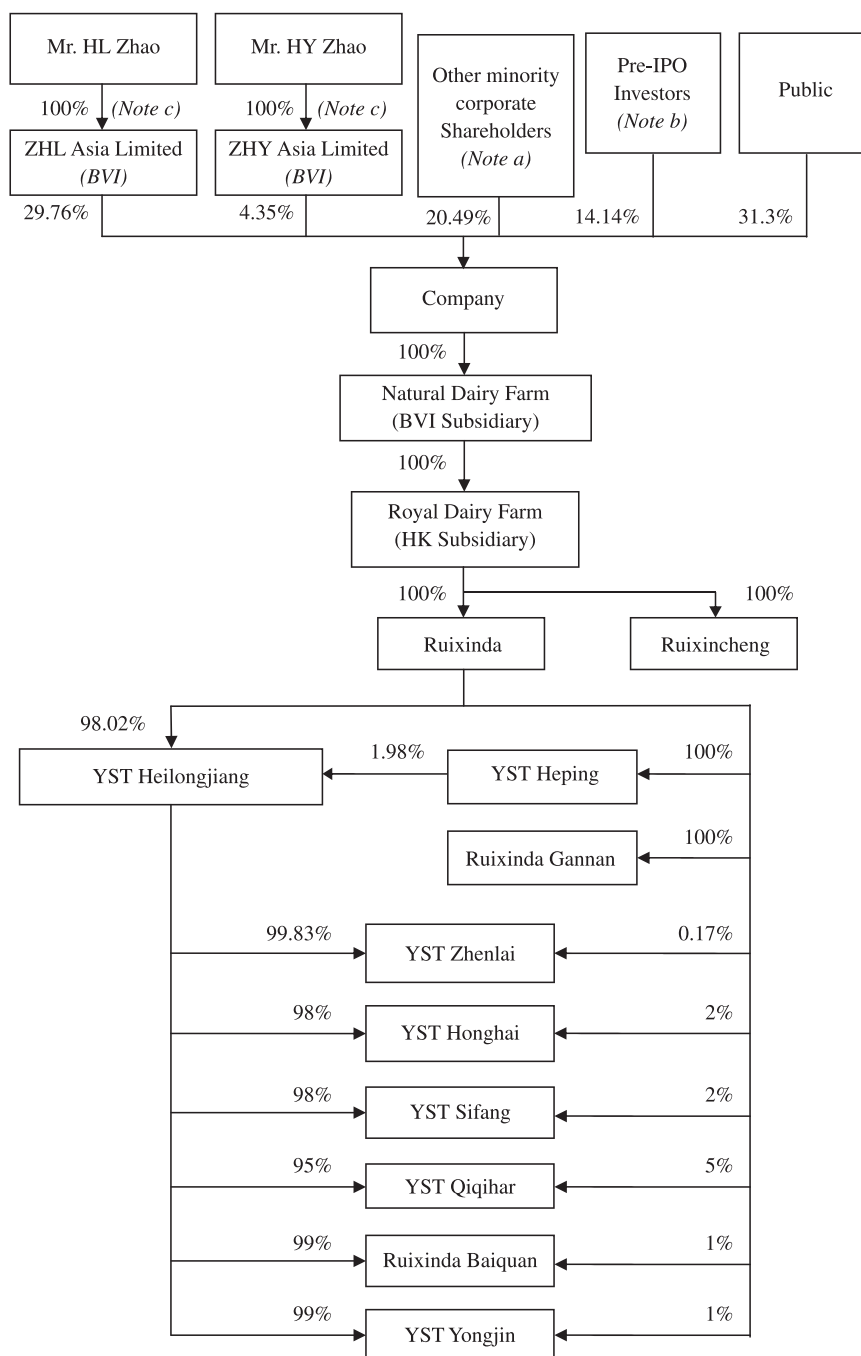 Mr. HL Zhao
Mr. HY Zhao
Other minority
corporate
Shareholders
(Note a)
Pre-IPO
Investors
(Note b)
Public
100% (Note c)
100% (Note c)
ZHL Asia Limited
(BVI)
ZHY Asia Limited
(BVI)
29.76%
4.35%
20.49%
14.14%
31.3%
Company
100%
Natural Dairy Farm
(BVI Subsidiary)
100%
Royal Dairy Farm
(HK Subsidiary)
100%
100%
Ruixinda
Ruixincheng
98.02%
YST Heilongjiang
1.98%
YST Heping
100%
Ruixinda Gannan
100%
99.83%
YST Zhenlai
0.17%
98%
YST Honghai
2%
98%
YST Sifang
2%
95%
YST Qiqihar
5%
99%
Ruixinda Baiquan
1%
99%
YST Yongjin
1%